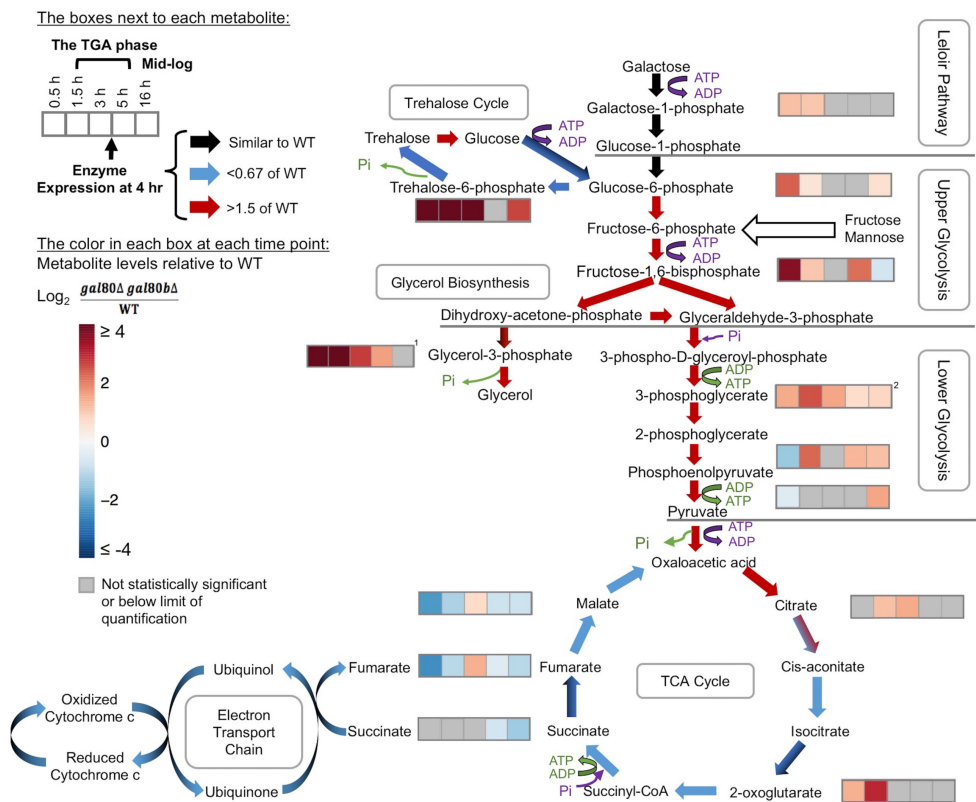 The boxes next to each metabolite:
The TGA phase
Mid-log
0.5 h
1.5 h
3 h
5 h
16 h
Enzyme
Expression at 4 hr
Similar to WT
<0.67 of WT
>1.5 of WT
The color in each box at each time point:
Metabolite levels relative to WT
Log2 gal80Δ gal80bΔ
WT
≥ 4
2
0
−2
≤ -4
Not statistically significant
or below limit of
quantification
Leloir Pathway
Galactose
ATP
ADP
Galactose-1-phosphate
Glucose-1-phosphate
Trehalose Cycle
Trehalose
Glucose
ATP
ADP
Pi
Trehalose-6-phosphate
Glucose-6-phosphate
Upper Glycolysis
Fructose-6-phosphate
Fructose
Mannose
ATP
ADP
Fructose-1,6-bisphosphate
Glycerol Biosynthesis
Dihydroxy-acetone-phosphate
Glyceraldehyde-3-phosphate
1
Glycerol-3-phosphate
Pi
Glycerol
Pi
3-phospho-D-glyceroyl-phosphate
ADP
ATP
3-phosphoglycerate
2
Lower Glycolysis
2-phosphoglycerate
Phosphoenolpyruvate
ADP
ATP
Pyruvate
Pi
ATP
ADP
Oxaloacetic acid
Malate
Citrate
Fumarate
Fumarate
TCA Cycle
Cis-aconitate
Succinate
Succinate
Isocitrate
ATP
ADP
Pi
Succinyl-CoA
2-oxoglutarate
Ubiquinol
Oxidized
Cytochrome c
Electron
Transport
Chain
Reduced
Cytochrome c
Ubiquinone